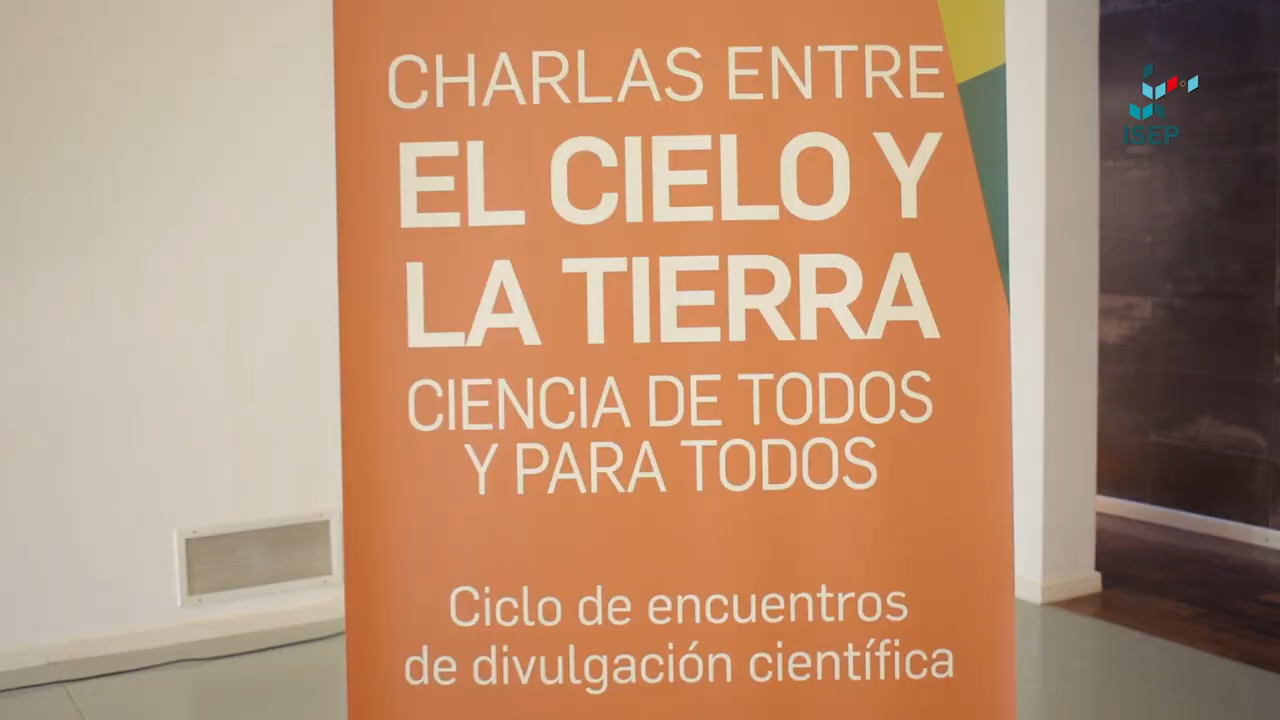 CHARLAS ENTRE
EL CIELO Y
LA TIERRA
CIENCIA DE TODOS
Y PARA TODOS
Ciclo de encuentros
de divulgación científica
ISEP